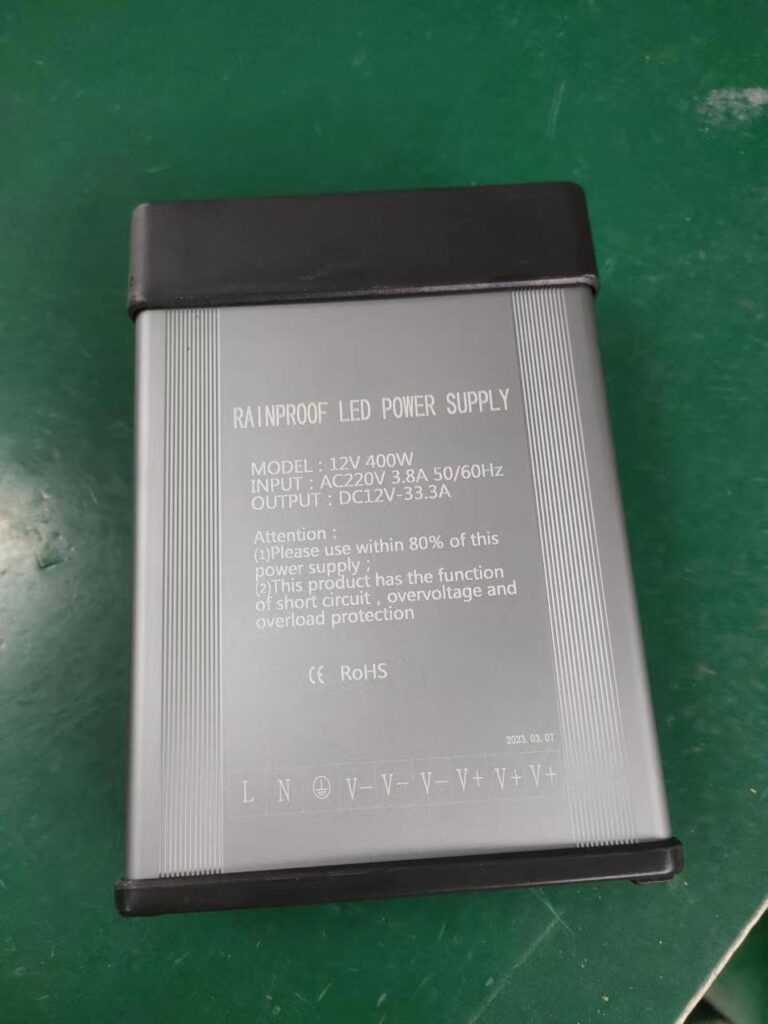 RAINPROOF LED POWER SUPPLY
MODEL : 12V 400W
INPUT : AC220V 3.8A 50/60Hz
OUTPUT : DC12V-33.3A
Attention :
(1)Please use within 80% of this
power supply ;
(2)This product has the function
of short circuit , overvoltage and
overload protection
CE RoHS
2023.03.07
L N V- V- V- V+ V+ V+